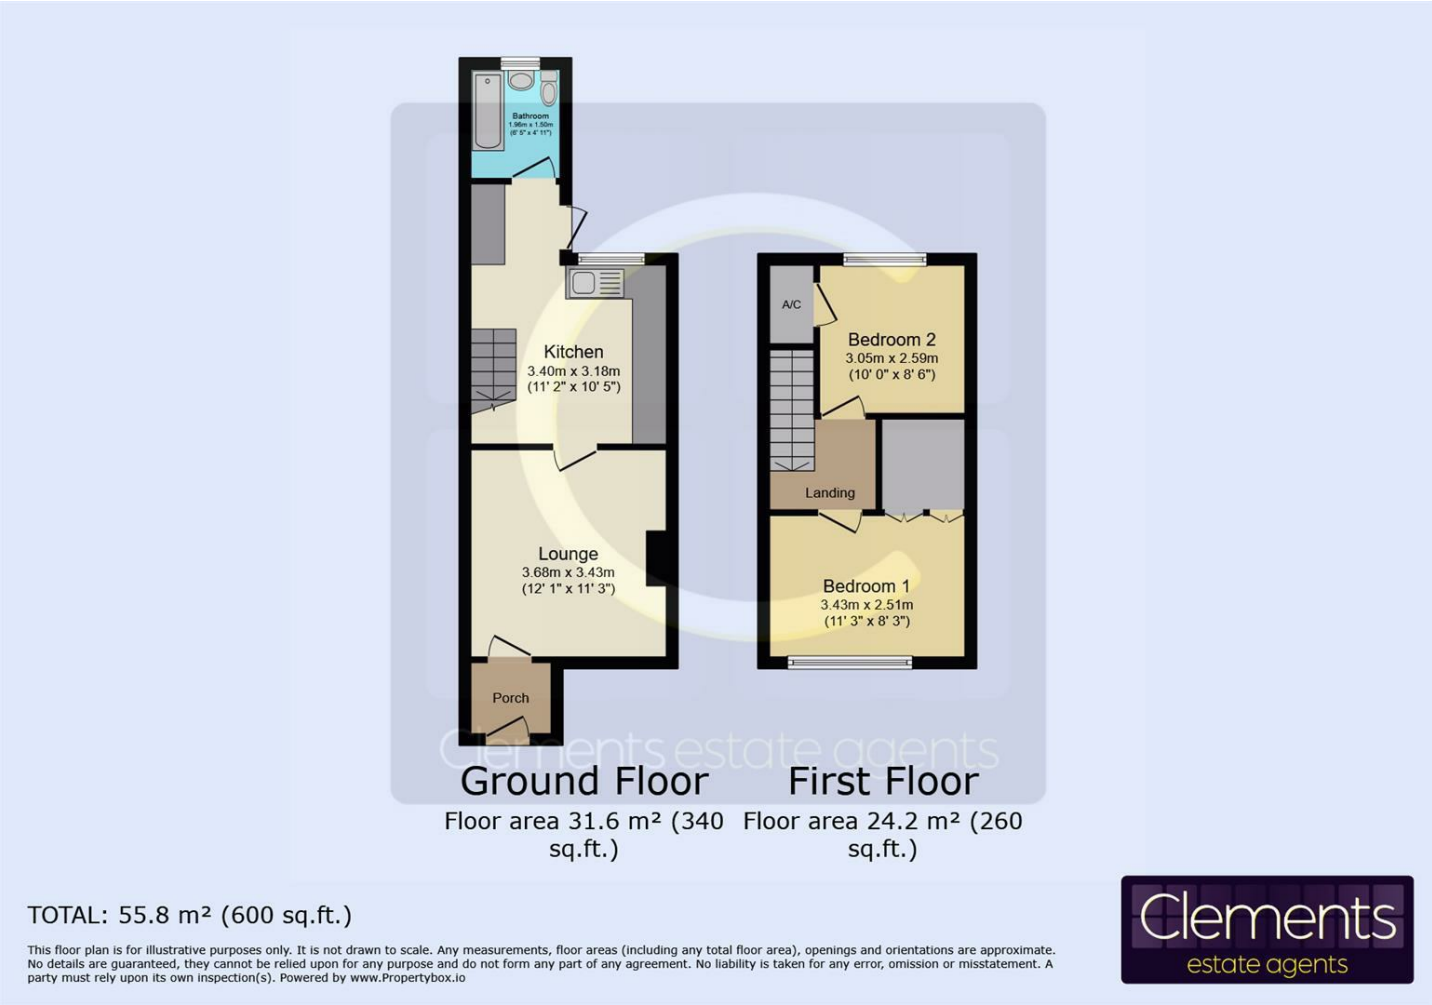 Bathroom
1.96m x 1.50m
(6' 5" x 4' 11")
Kitchen
3.40m x 3.18m
(11' 2" x 10' 5")
Lounge
3.68m x 3.43m
(12' 1" x 11' 3")
Porch
A/C
Bedroom 2
3.05m x 2.59m
(10' 0" x 8' 6")
Landing
Bedroom 1
3.43m x 2.51m
(11' 3" x 8' 3")
Clements estate agents
Ground Floor
Floor area 31.6 m² (340
sq.ft.)
First Floor
Floor area 24.2 m² (260
sq.ft.)
TOTAL: 55.8 m² (600 sq.ft.)
This floor plan is for illustrative purposes only. It is not drawn to scale. Any measurements, floor areas (including any total floor area), openings and orientations are approximate.
No details are guaranteed, they cannot be relied upon for any purpose and do not form any part of any agreement. No liability is taken for any error, omission or misstatement. A
party must rely upon its own inspection(s). Powered by www.Propertybox.io
Clements
estate agents